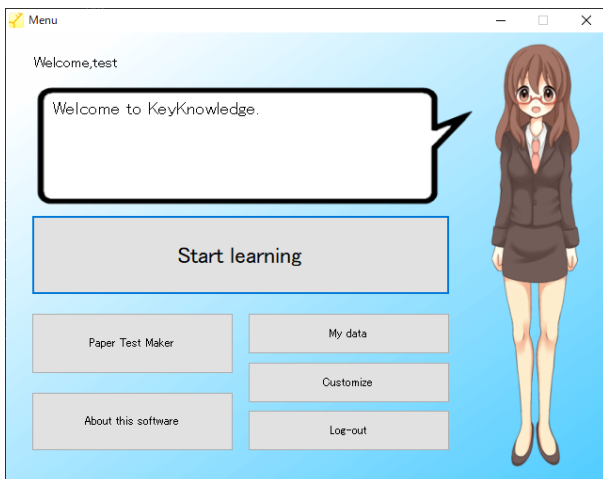 Menu
Welcome,test
Welcome to KeyKnowledge.
Start learning
Paper Test Maker
My data
Customize
About this software
Log-out